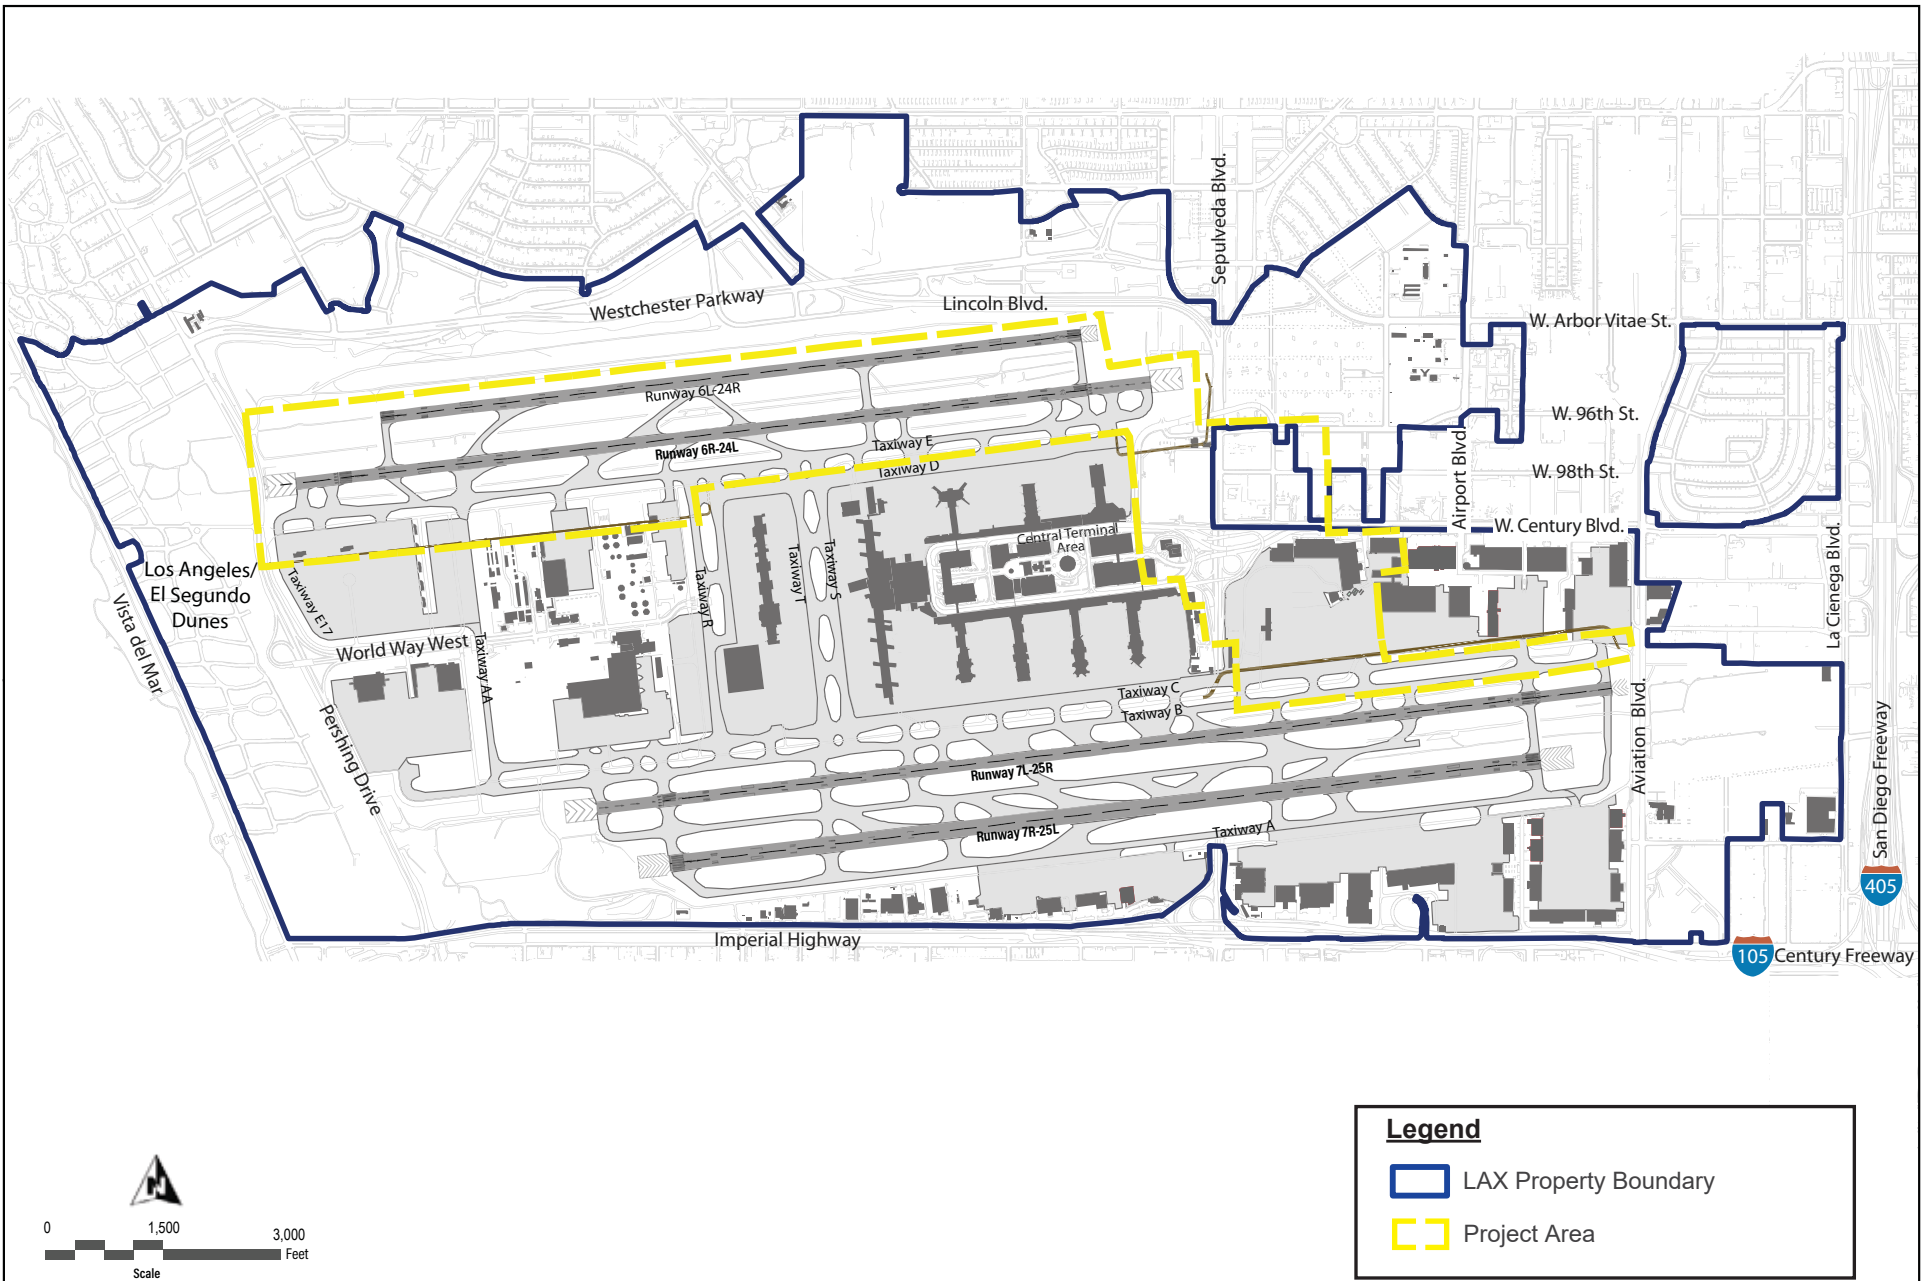 Sepulveda Blvd.
Westchester Parkway
Lincoln Blvd.
W. Arbor Vitae St.
Runway 6L-24R
W. 96th St.
Runway 6R-24L
Taxiway E
Taxiway D
Airport Blvd.
W. 98th St.
W. Century Blvd.
Central Terminal
Area
Los Angeles/
El Segundo
Dunes
Taxiway E17
Taxiway R
Taxiway T
Taxiway S
La Cienega Blvd.
Vista del Mar
World Way West
Taxiway AA
Taxiway C
Taxiway B
Pershing Drive
Aviation Blvd.
San Diego Freeway
Runway 7L-25R
Runway 7R-25L
Taxiway A
405
Imperial Highway
105
Century Freeway
Legend
LAX Property Boundary
Project Area
N
0
1,500
3,000
Feet
Scale